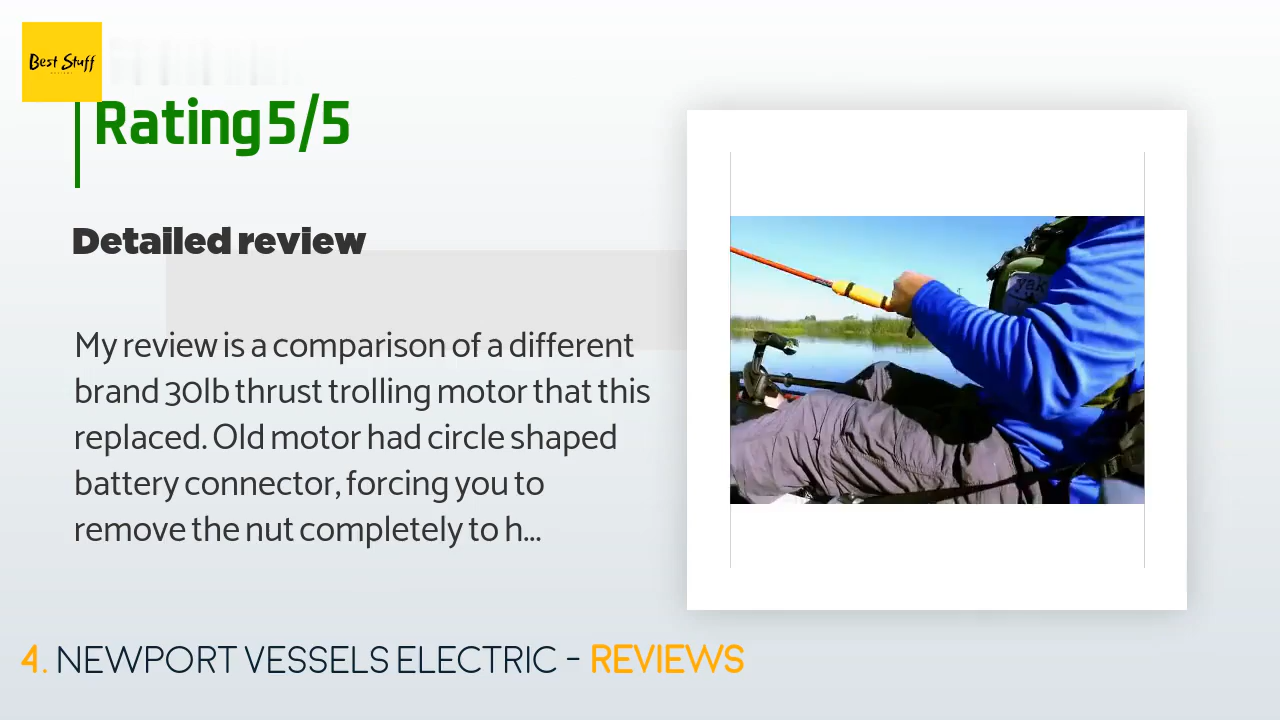 Best Stuff
Rating 5/5
Detailed review
My review is a comparison of a different
brand 30lb thrust trolling motor that this
replaced. Old motor had circle shaped
battery connector, forcing you to
remove the nut completely to h...
yak
4. NEWPORT VESSELS ELECTRIC - REVIEWS